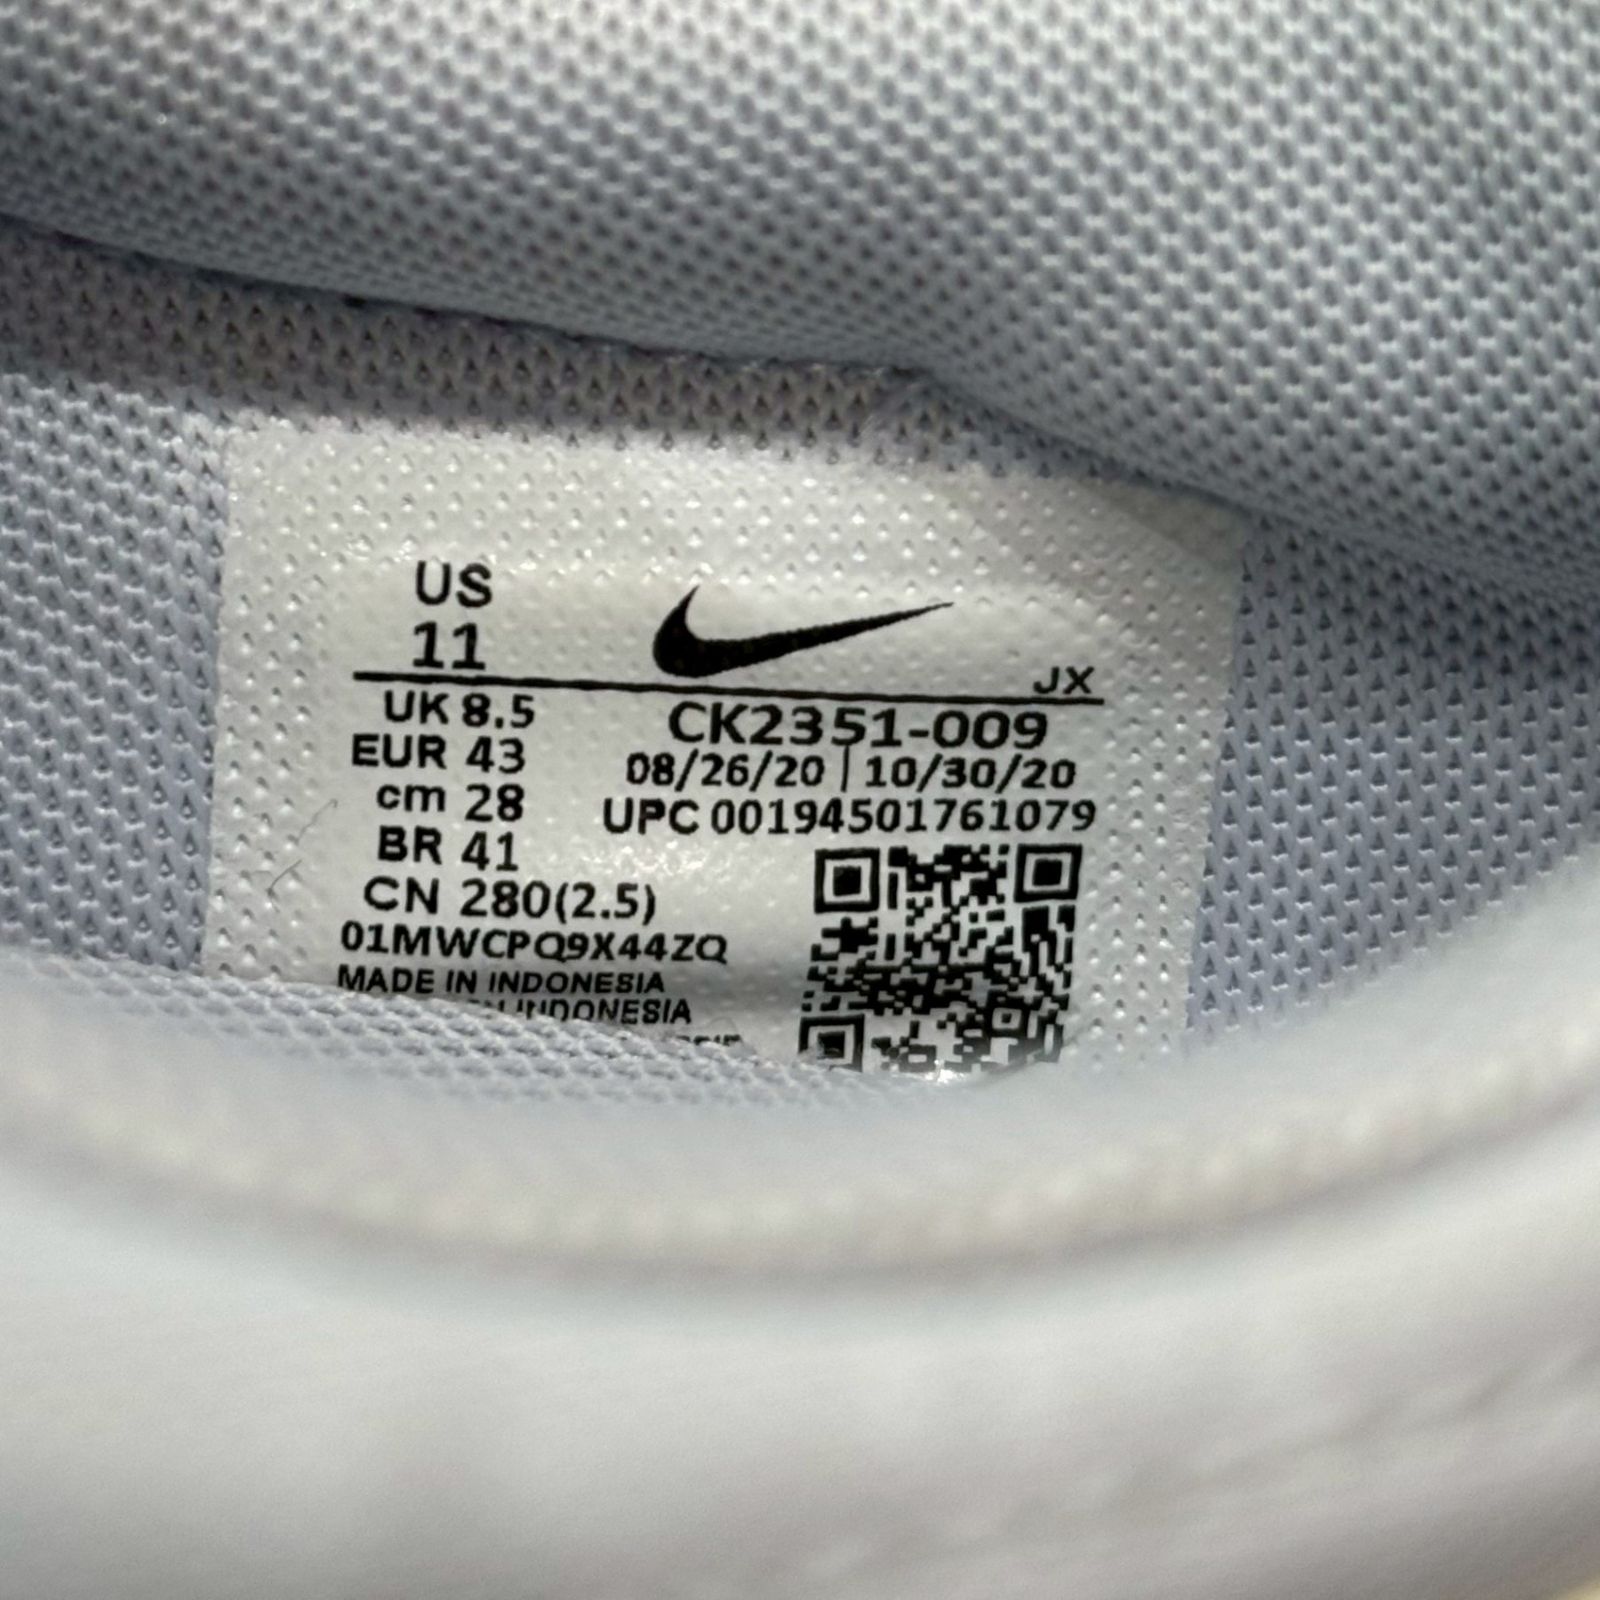 US
11
JX
UK 8.5
EUR 43
cm 28
BR 41
CN 280(2.5)
CK2351-009
08/26/20 | 10/30/20
UPC 00194501761079
01MWCPQ9X44ZQ
MADE IN INDONESIA
INDONESIA